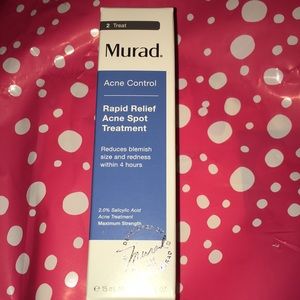 2 Treat
Murad.
Acne Control
Rapid Relief
Acne Spot
Treatment
Reduces blemish
size and redness
within 4 hours
2.0% Salicylic Acid
Acne Treatment
Maximum Strength
Murad